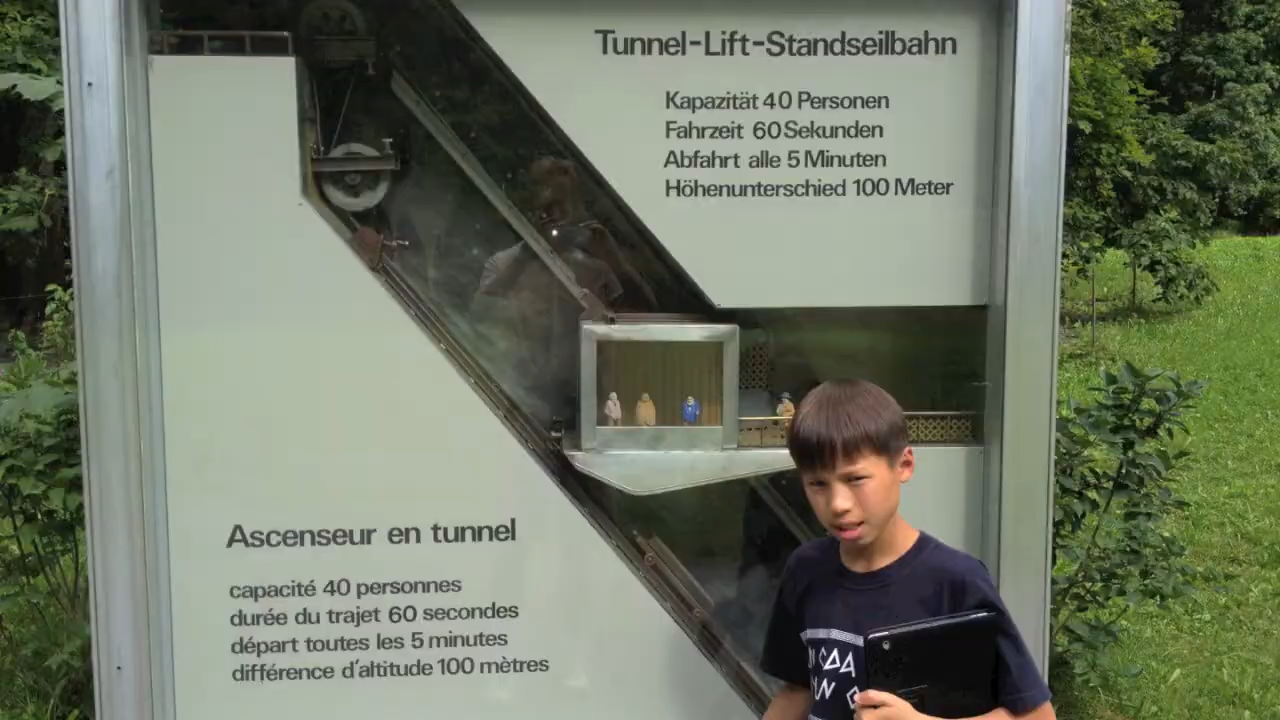 Tunnel-Lift-Standseilbahn
Kapazität 40 Personen
Fahrzeit 60 Sekunden
Abfahrt alle 5 Minuten
Höhenunterschied 100 Meter
Ascenseur en tunnel
capacité 40 personnes
durée du trajet 60 secondes
départ toutes les 5 minutes
différence d'altitude 100 mètres